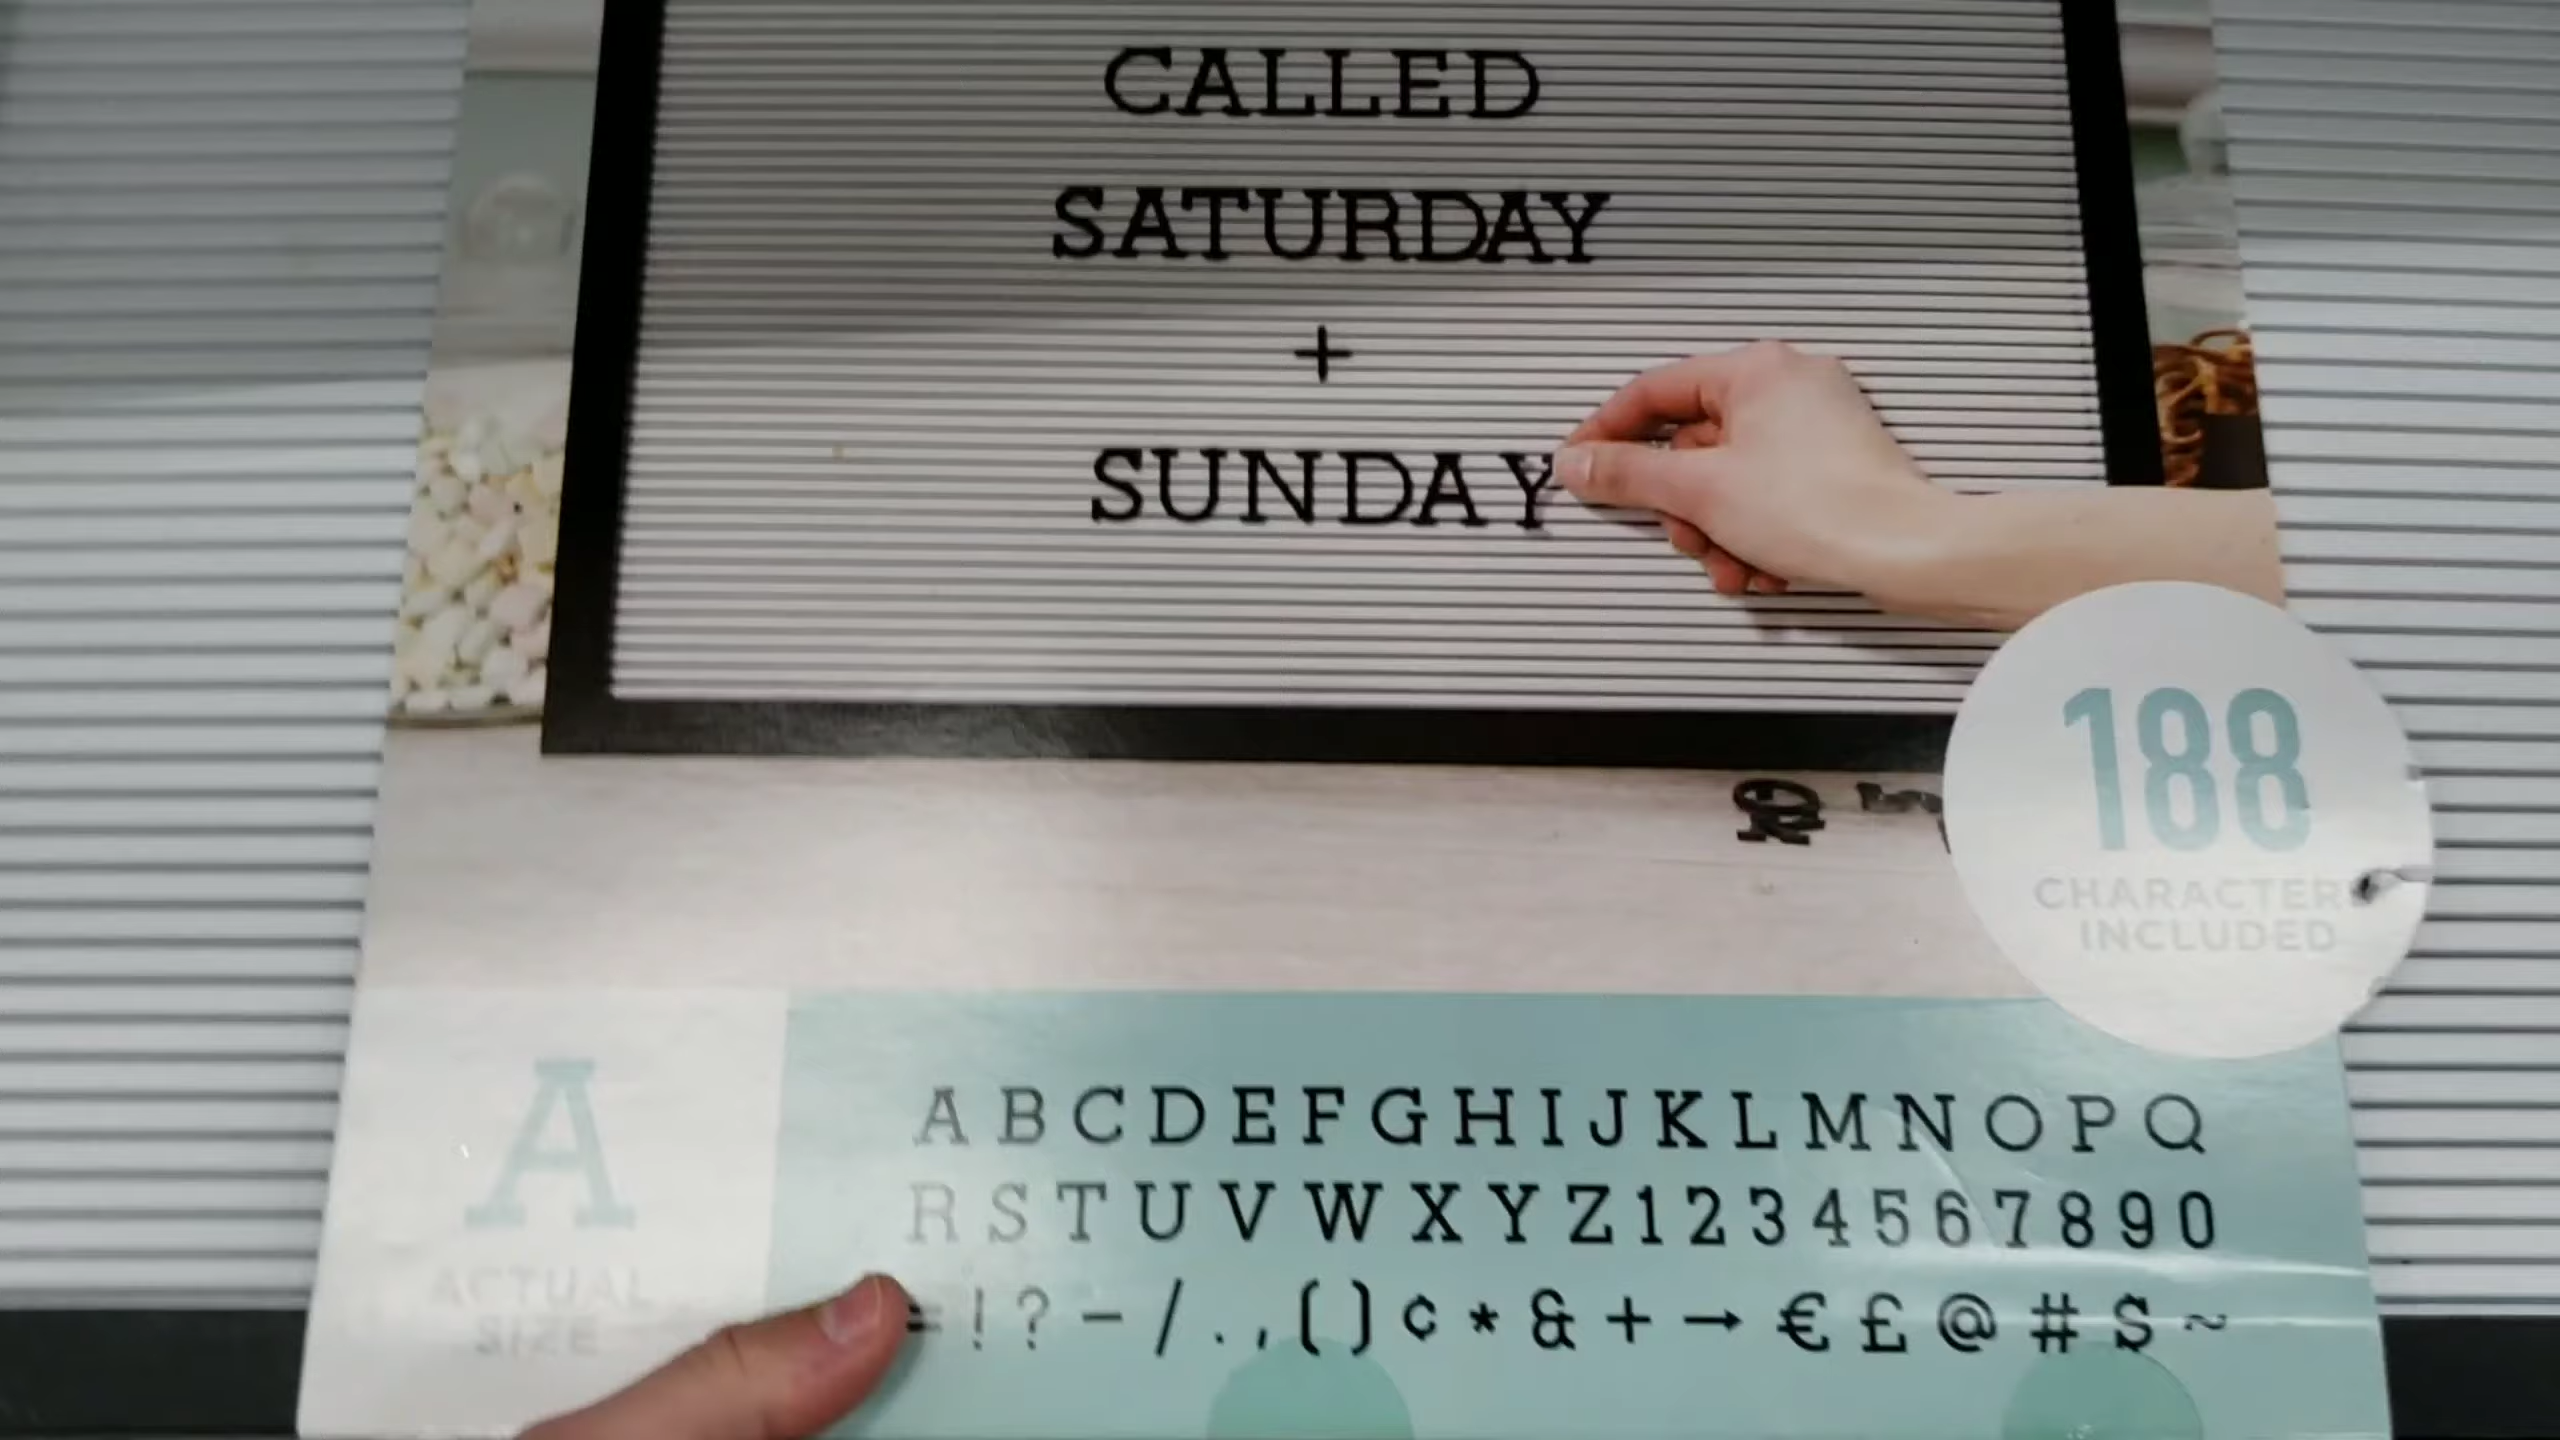 CALLED
SATURDAY
+
SUNDAY
188
CHARACTERS
INCLUDED
A
ACTUAL
SIZE
A B C D E F G H I J K L M N O P Q
R S T U V W X Y Z 1 2 3 4 5 6 7 8 9 0
= ! ? - / . , ( ) ¢ * & + → € £ @ # $ ~